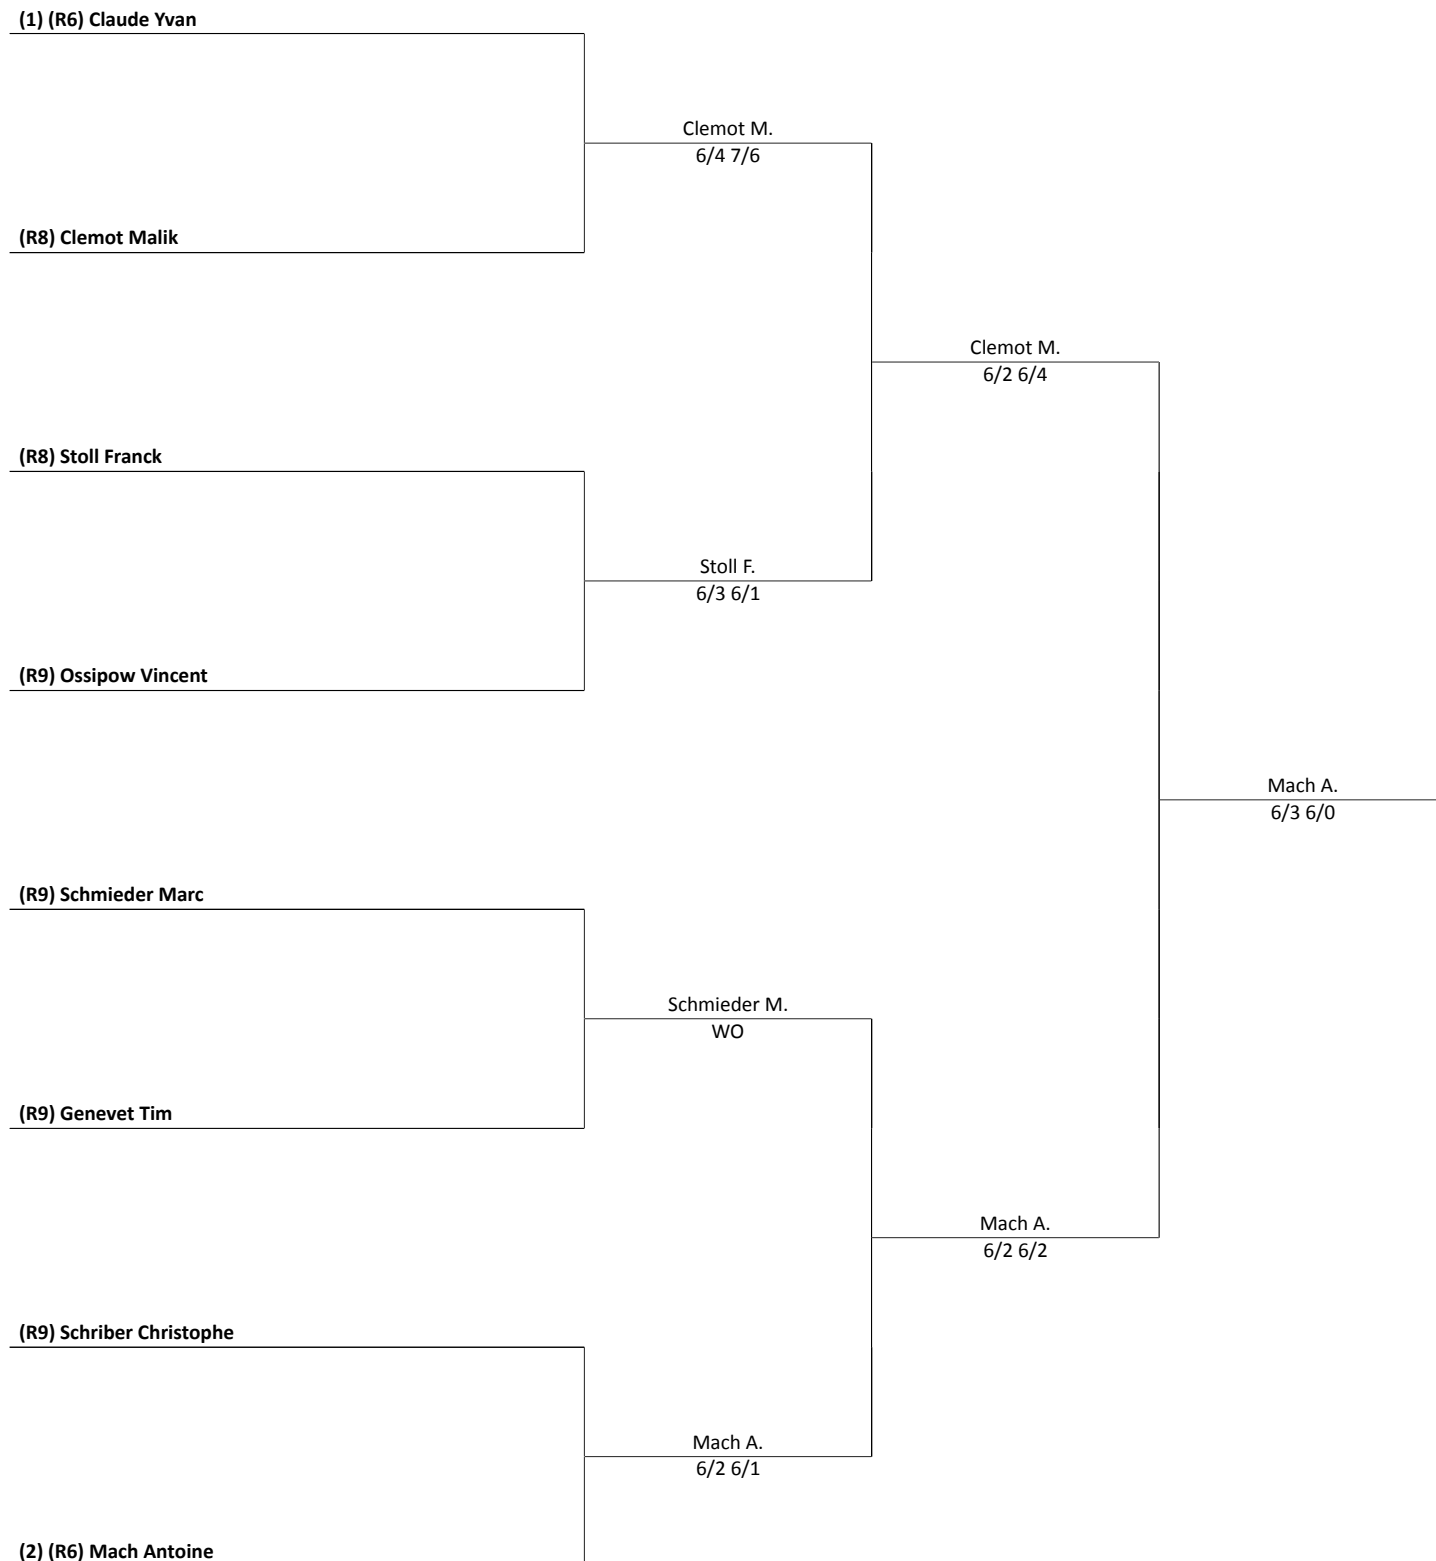 (1) (R6) Claude Yvan
Clemot M.
6/4 7/6
(R8) Clemot Malik
Clemot M.
6/2 6/4
(R8) Stoll Franck
Stoll F.
6/3 6/1
(R9) Ossipow Vincent
Mach A.
6/3 6/0
(R9) Schmieder Marc
Schmieder M.
WO
(R9) Genevet Tim
Mach A.
6/2 6/2
(R9) Schriber Christophe
Mach A.
6/2 6/1
(2) (R6) Mach Antoine